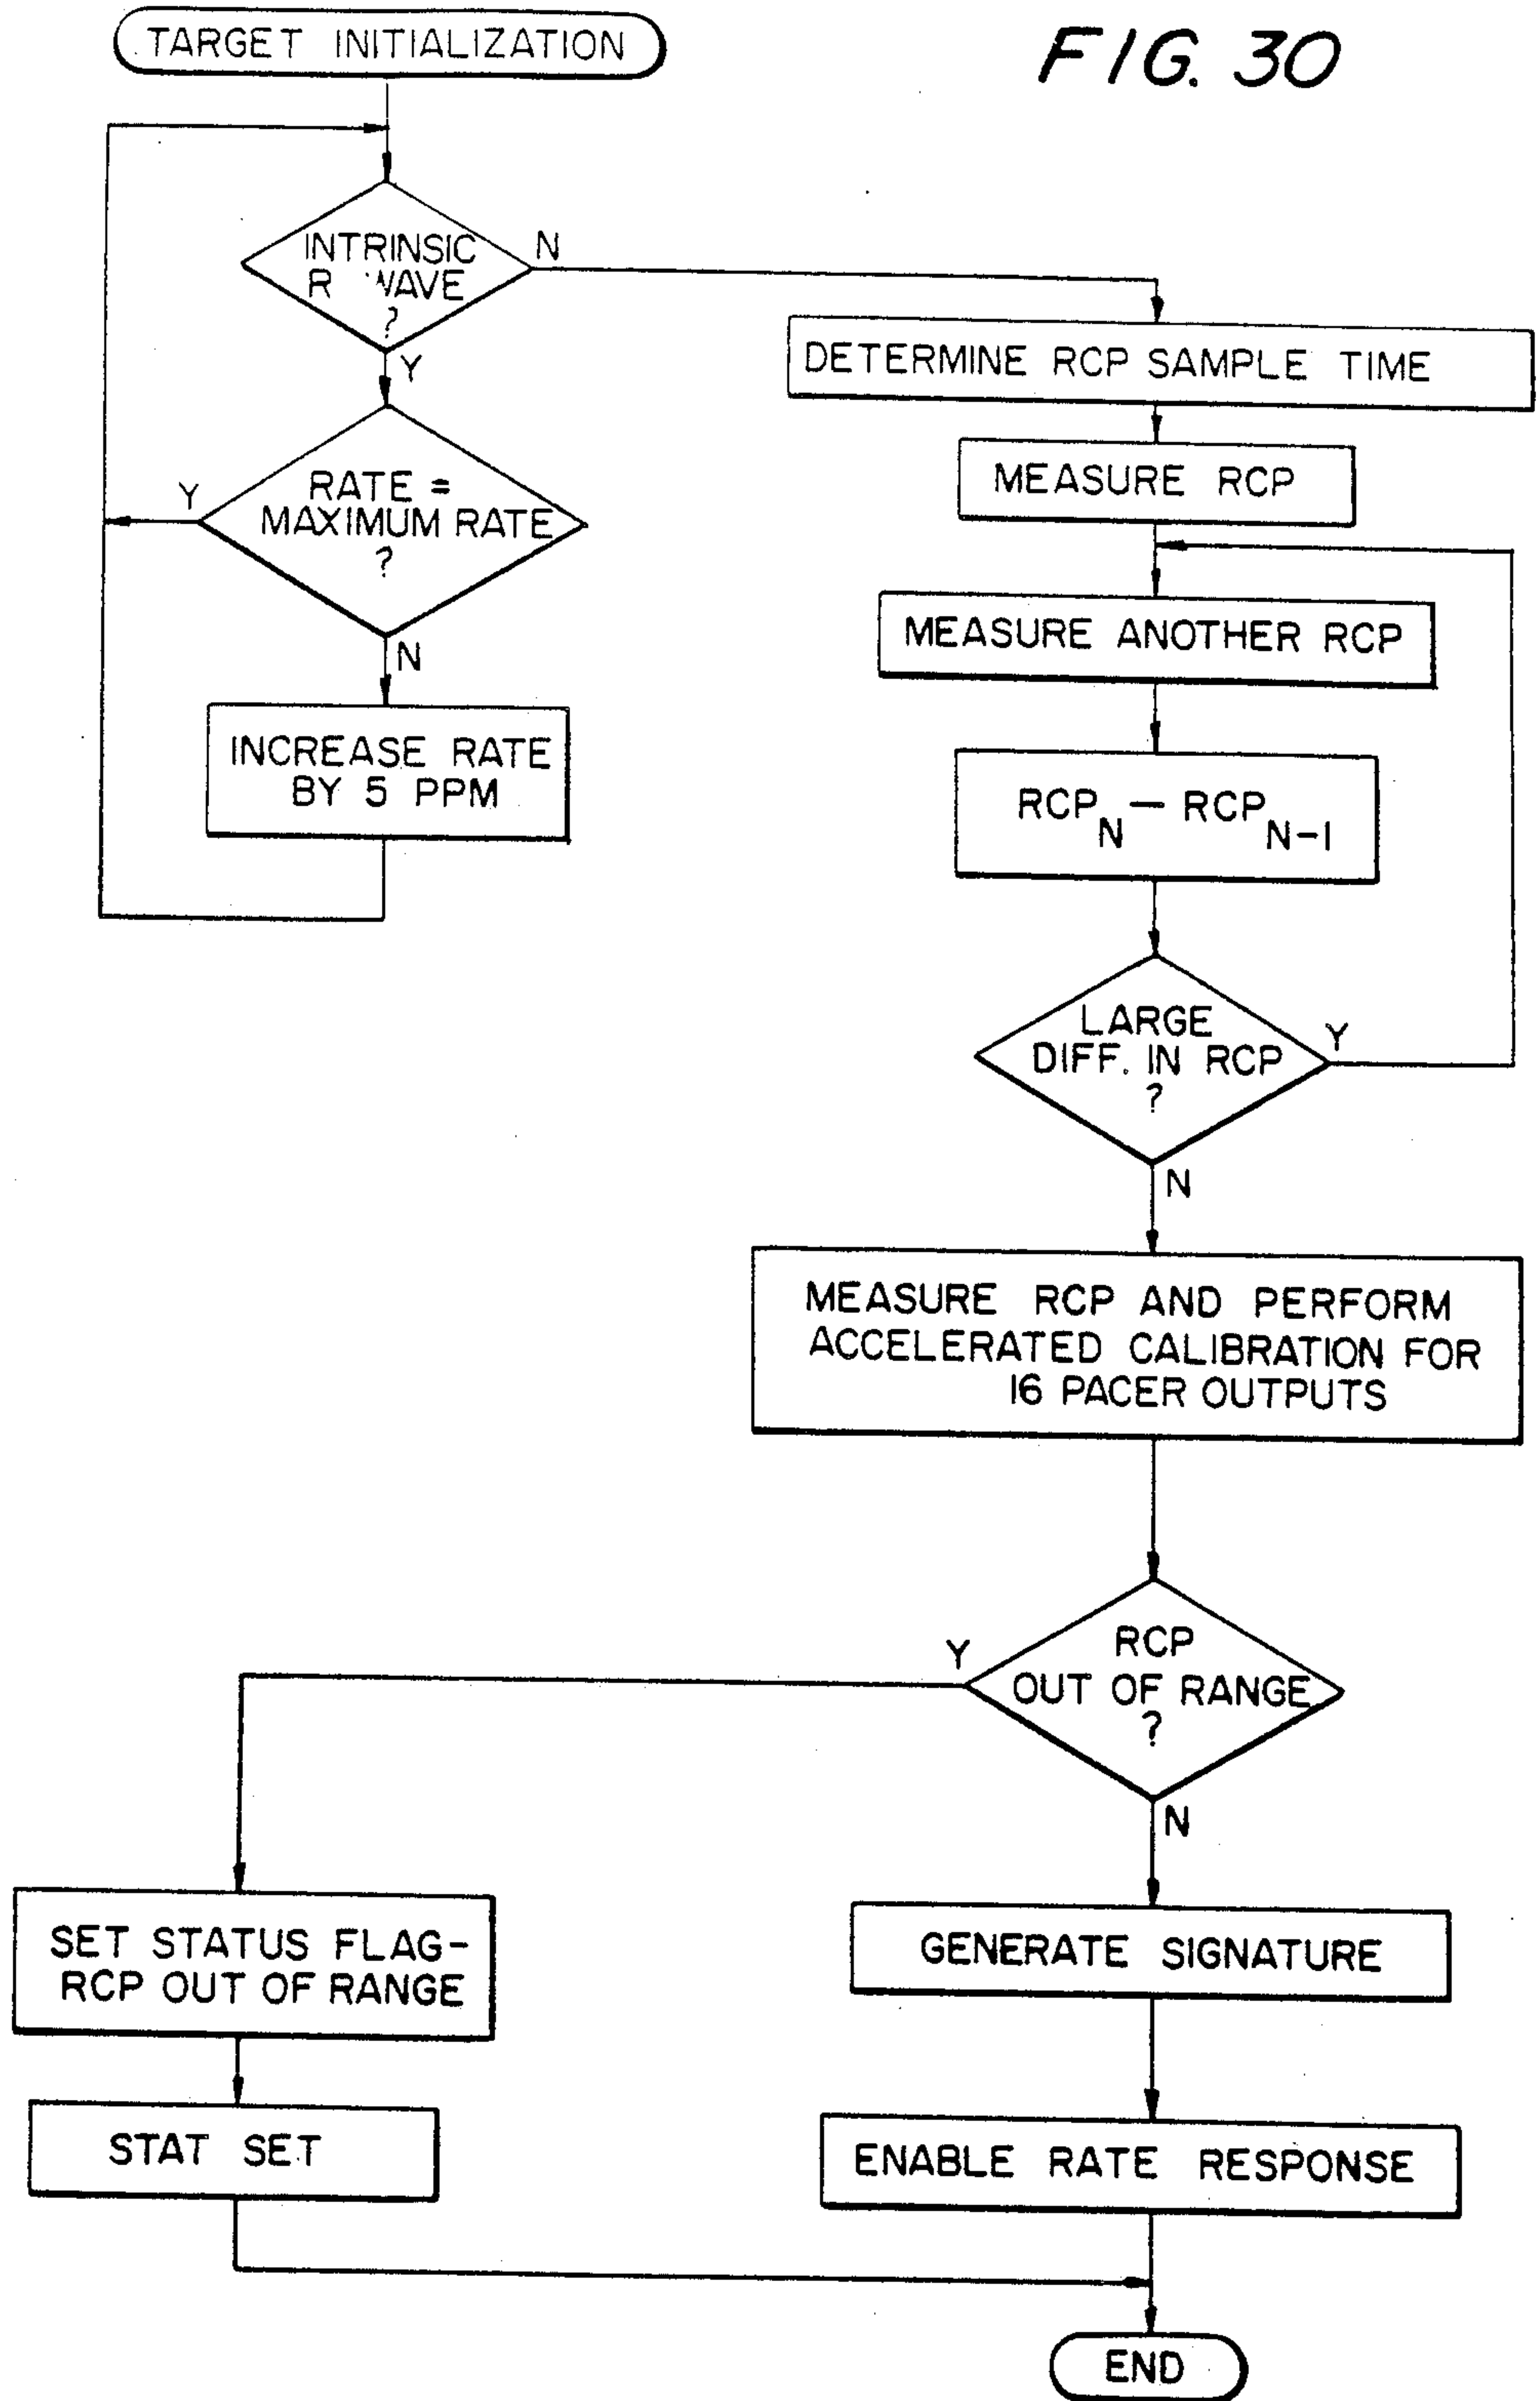 TARGET INITIALIZATION
FIG. 30
INTRINSIC
R WAVE
?
N
Y
DETERMINE RCP SAMPLE TIME
MEASURE RCP
RATE =
MAXIMUM RATE
?
Y
N
INCREASE RATE
BY 5 PPM
MEASURE ANOTHER RCP
RCP_N — RCP_N-1
LARGE
DIFF. IN RCP
?
Y
N
MEASURE RCP AND PERFORM
ACCELERATED CALIBRATION FOR
16 PACER OUTPUTS
RCP
OUT OF RANGE
?
Y
N
SET STATUS FLAG-
RCP OUT OF RANGE
STAT SET
GENERATE SIGNATURE
ENABLE RATE RESPONSE
END